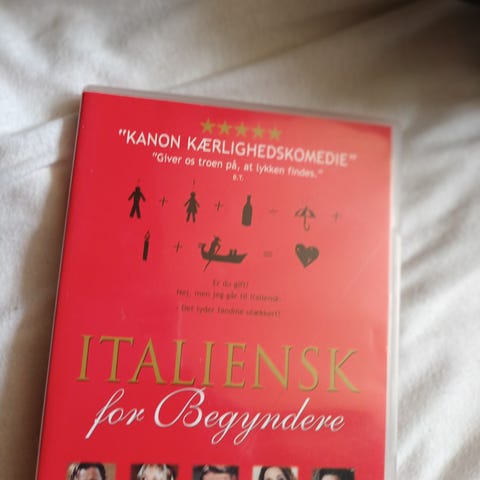 "KANON KÆRLIGHEDSKOMEDIE"
"Giver os troen på, at lykken findes."
B.T.
Er du gift?
Nej, men jeg går til italiensk.
- Det lyder fandme ulækkert!
ITALIENSK
for Begyndere